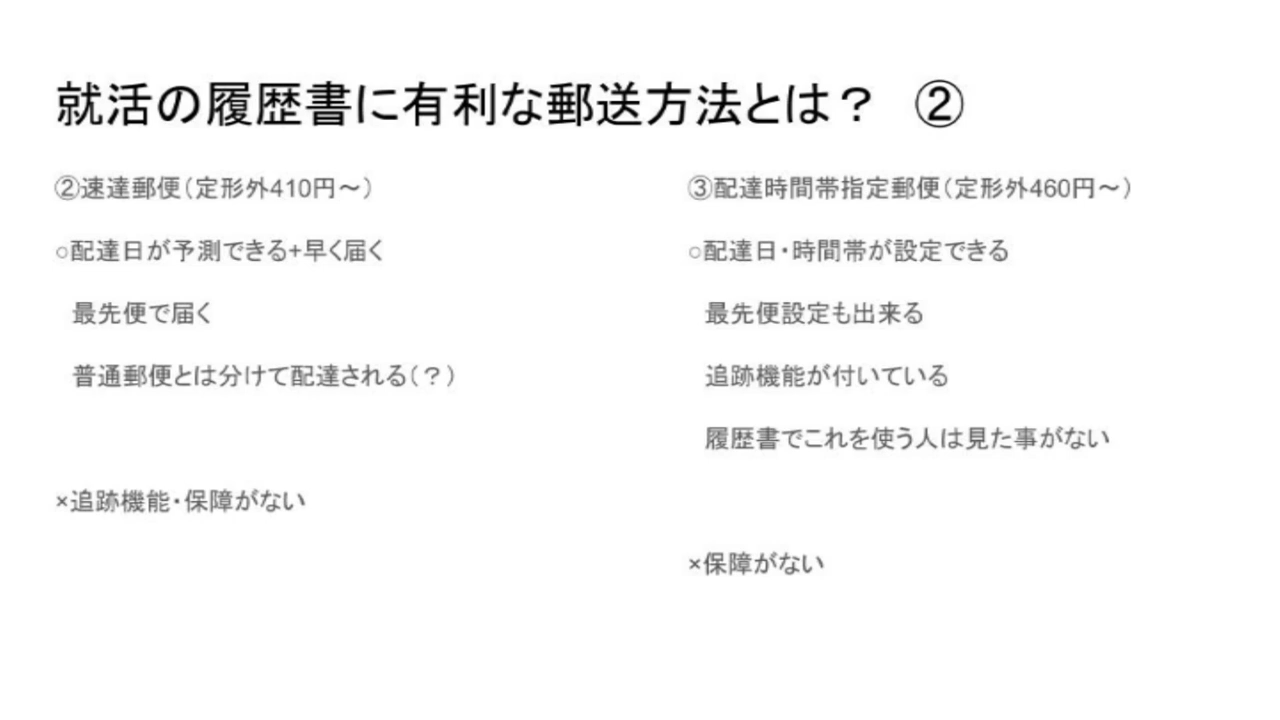 就活の履歴書に有利な郵送方法とは？　②
②速達郵便（定形外410円～）
○配達日が予測できる+早く届く
最先便で届く
普通郵便とは分けて配達される（？）
×追跡機能・保障がない
③配達時間帯指定郵便（定形外460円～）
○配達日・時間帯が設定できる
最先便設定も出来る
追跡機能が付いている
履歴書でこれを使う人は見た事がない
×保障がない